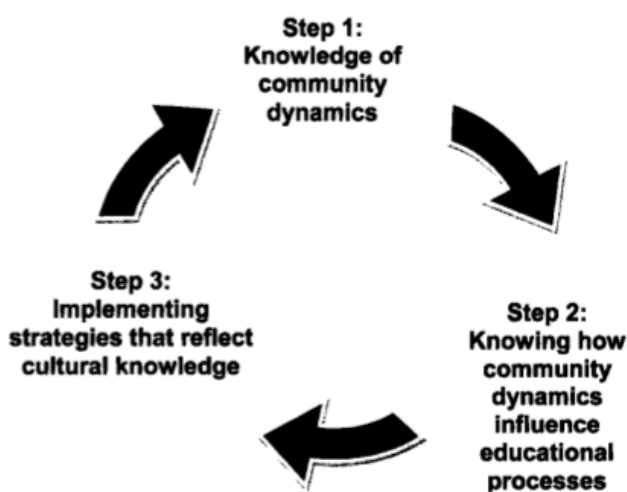 Step 1:
Knowledge of
community
dynamics
Step 2:
Knowing how
community
dynamics
influence
educational
processes
Step 3:
Implementing
strategies that reflect
cultural knowledge